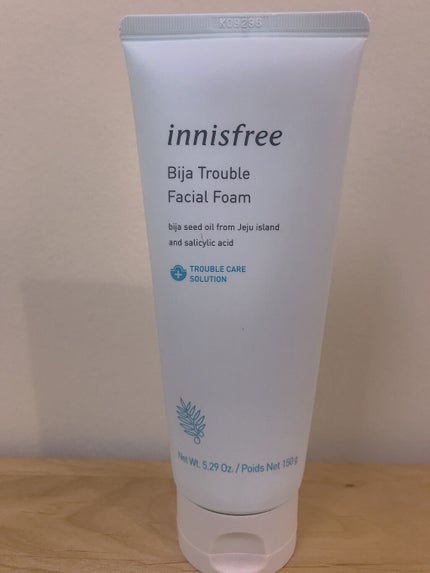 innisfree
Bija Trouble
Facial Foam
bija seed oil from Jeju island
and salicylic acid
TROUBLE CARE
SOLUTION
Net Wt. 5.29 Oz. / Poids Net 150 g